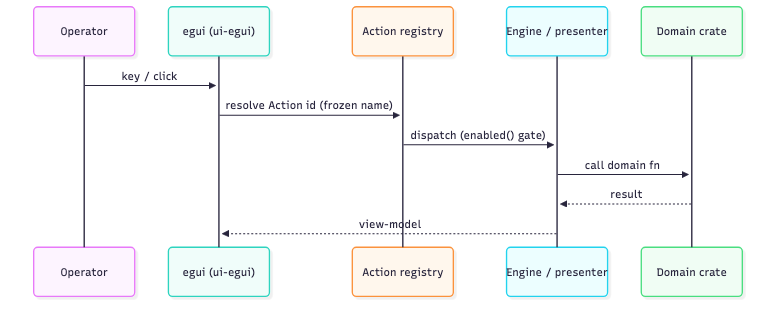 Operator
egui (ui-egui)
Action registry
Engine / presenter
Domain crate
key / click
resolve Action id (frozen name)
dispatch (enabled() gate)
call domain fn
result
view-model
Operator
egui (ui-egui)
Action registry
Engine / presenter
Domain crate